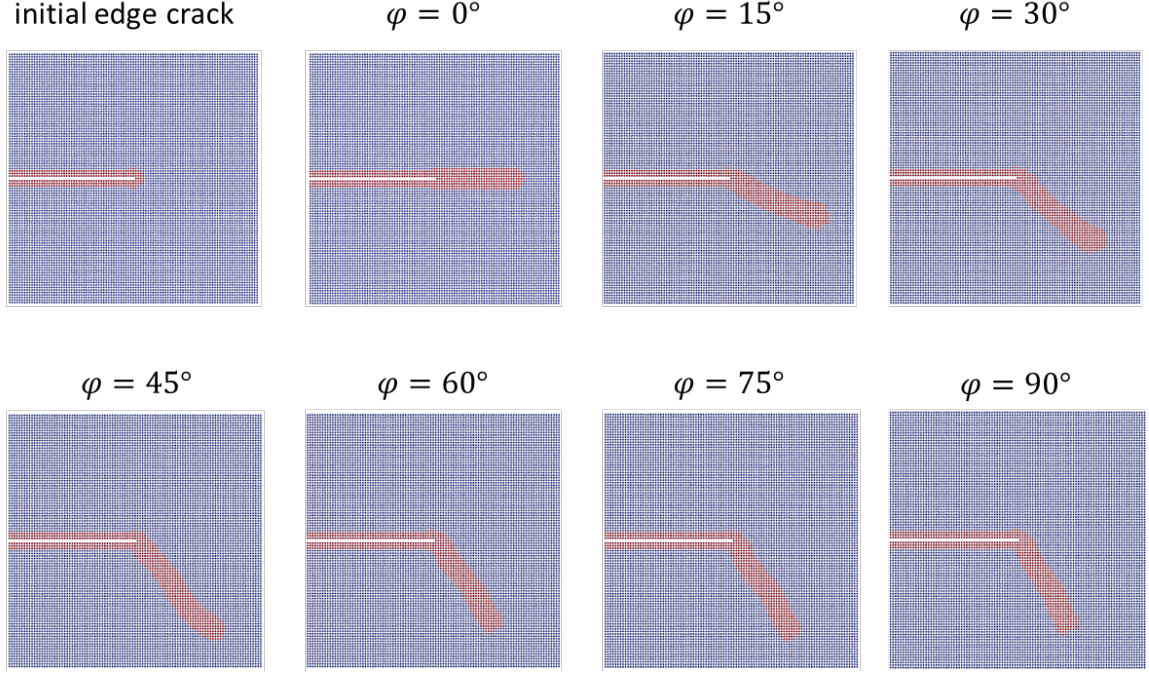 initial edge crack
φ = 0°
φ = 15°
φ = 30°
φ = 45°
φ = 60°
φ = 75°
φ = 90°